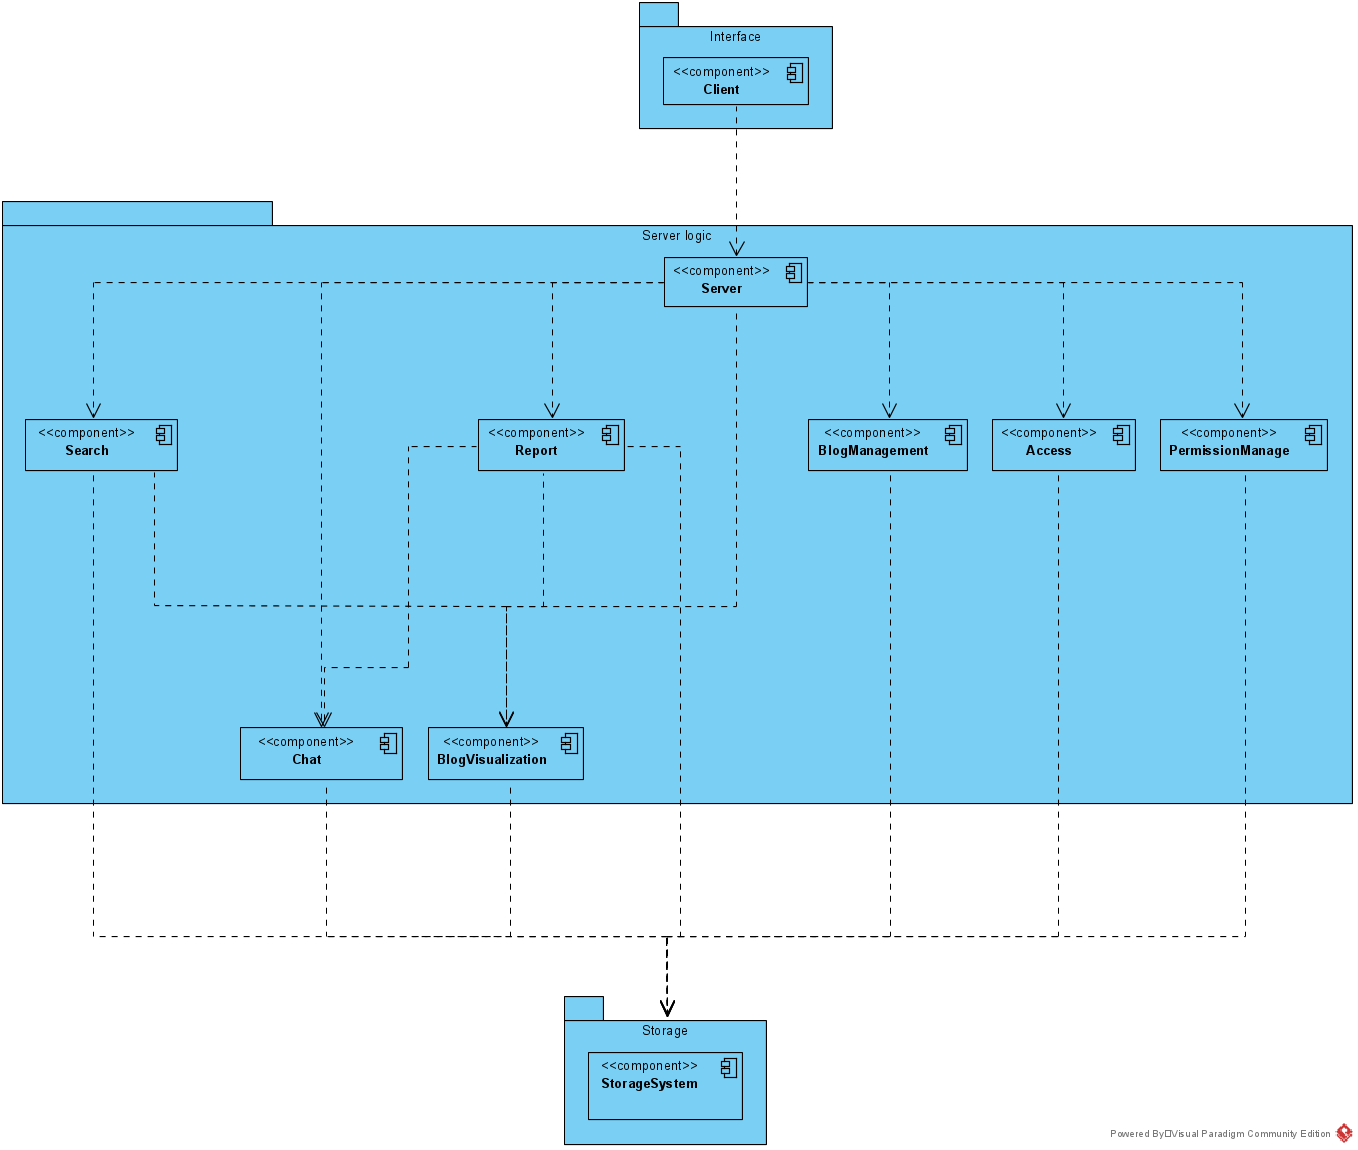 Interface
<<component>>
Client
Server logic
<<component>>
Server
<<component>>
Search
<<component>>
Report
<<component>>
BlogManagement
<<component>>
Access
<<component>>
PermissionManage
<<component>>
Chat
<<component>>
BlogVisualization
Storage
<<component>>
StorageSystem
Powered By□Visual Paradigm Community Edition